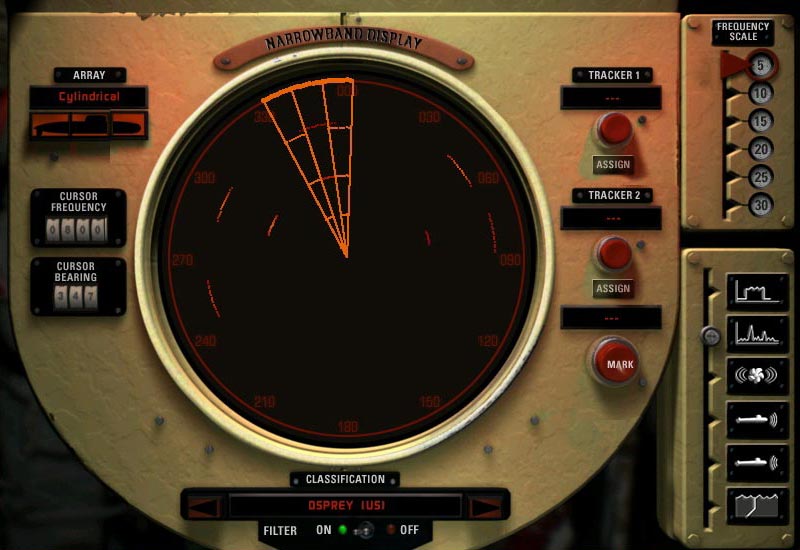 NARROWBAND DISPLAY
FREQUENCY
SCALE
5
10
15
20
25
30
ARRAY
Cylindrical
CURSOR
FREQUENCY
0800
CURSOR
BEARING
347
000
030
060
090
120
150
180
210
240
270
300
TRACKER 1
---
ASSIGN
TRACKER 2
---
ASSIGN
---
MARK
CLASSIFICATION
OSPREY (US)
FILTER ON OFF